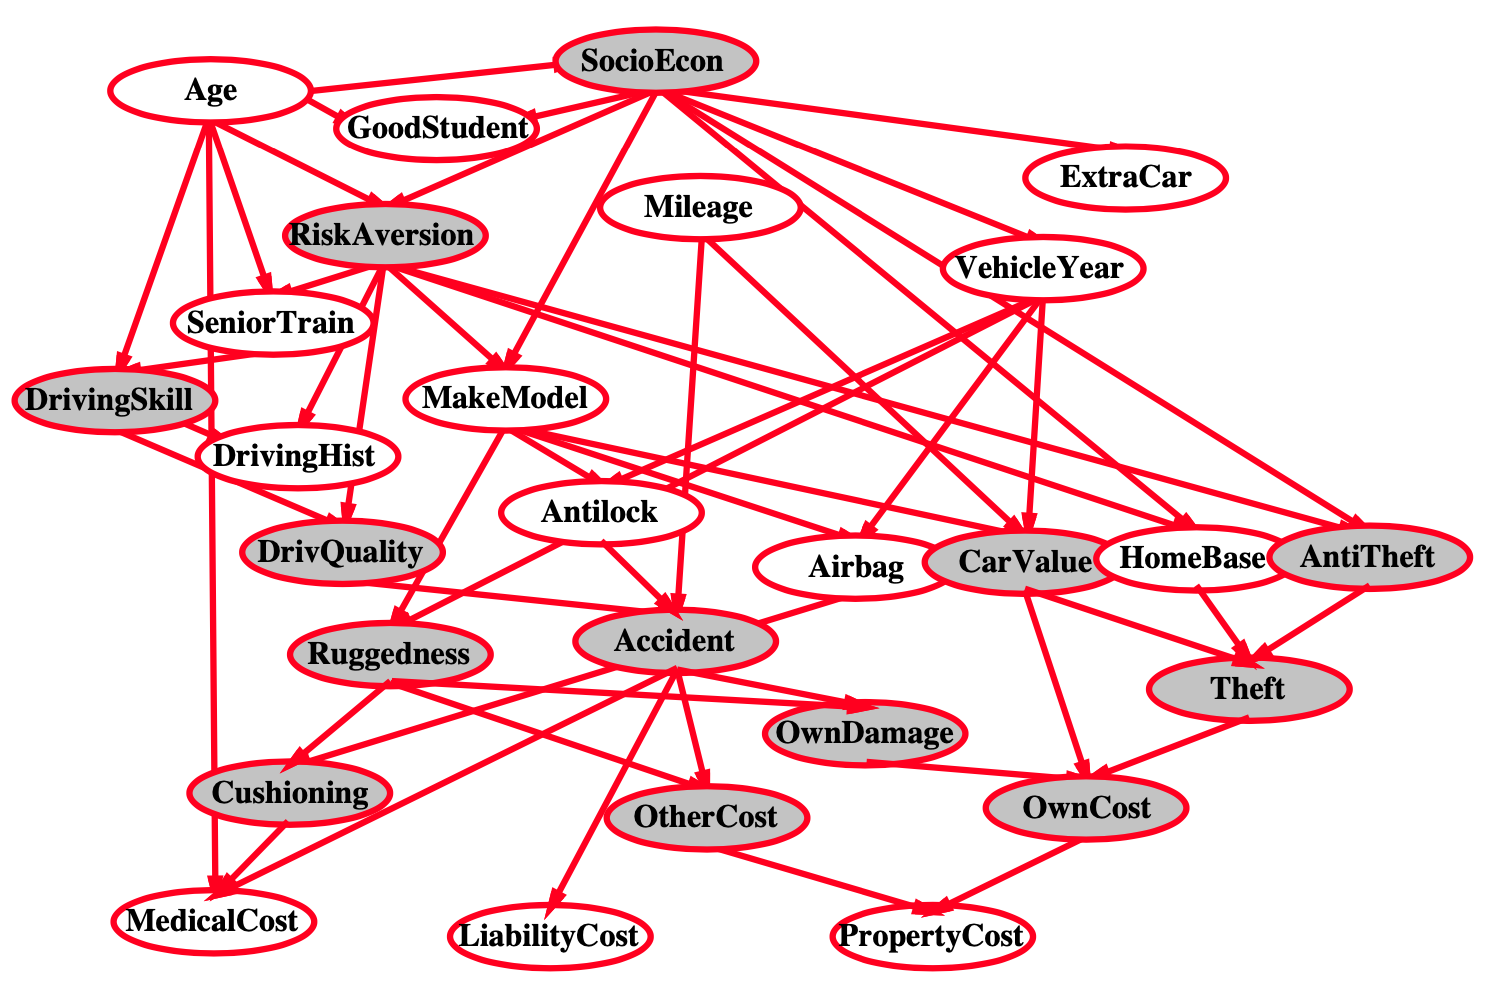 SocioEcon
Age
GoodStudent
ExtraCar
Mileage
RiskAversion
VehicleYear
SeniorTrain
DrivingSkill
MakeModel
DrivingHist
Antilock
DrivQuality
Airbag
CarValue
HomeBase
AntiTheft
Ruggedness
Accident
Theft
OwnDamage
Cushioning
OtherCost
OwnCost
MedicalCost
LiabilityCost
PropertyCost